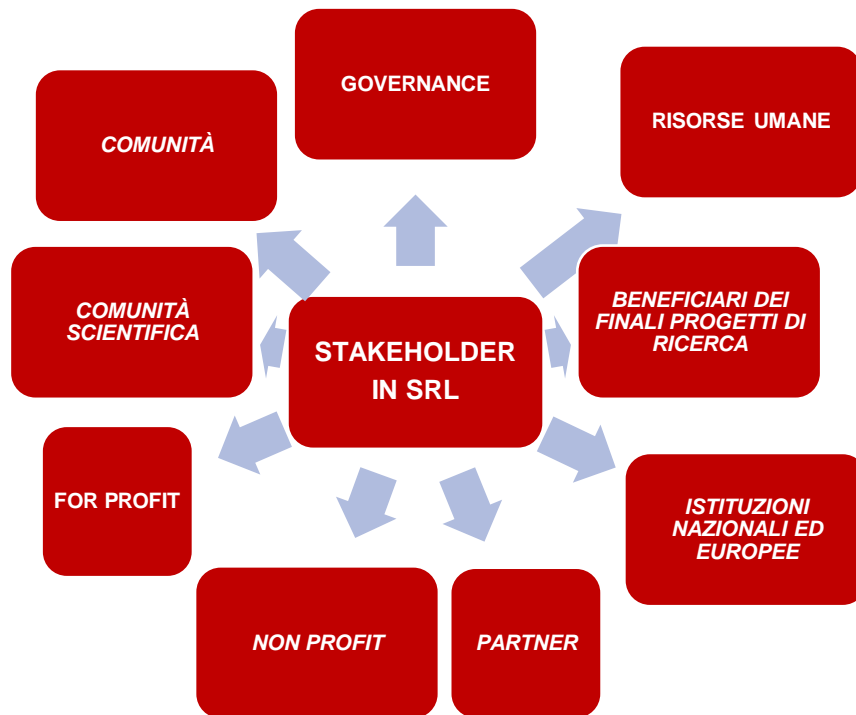 GOVERNANCE
RISORSE UMANE
COMUNITÀ
COMUNITÀ
SCIENTIFICA
STAKEHOLDER
IN SRL
BENEFICIARI DEI
FINALI PROGETTI DI
RICERCA
FOR PROFIT
ISTITUZIONI
NAZIONALI ED
EUROPEE
NON PROFIT
PARTNER